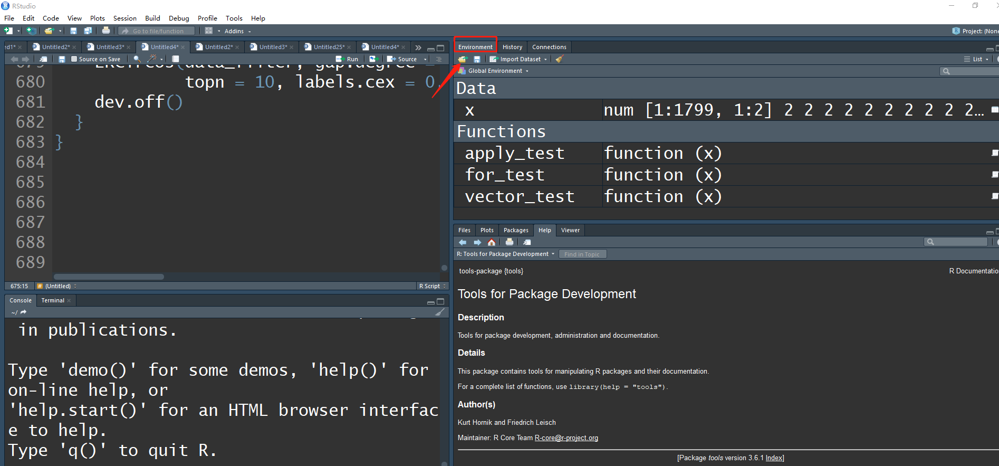 RStudio
File Edit Code View Plots Session Build Debug Profile Tools Help
Go to file/function Addins Project: (None
ed1* Untitled2* Untitled3* Untitled4* Untitled2* Untitled3* Untitled25* Untitled4*
Source on Save Run Source
680 topn = 10, labels.cex = 0.
681 dev.off()
682 }
683 }
684
685
686
687
688
689
675:15 # (Untitled) R Script
Console Terminal
~/
in publications.
Type 'demo()' for some demos, 'help()' for
on-line help, or
'help.start()' for an HTML browser interfac
e to help.
Type 'q()' to quit R.
Environment History Connections
Import Dataset List
Global Environment
Data
x num [1:1799, 1:2] 2 2 2 2 2 2 2 2 2 2…
Functions
apply_test function (x)
for_test function (x)
vector_test function (x)
Files Plots Packages Help Viewer
R: Tools for Package Development Find in Topic
tools-package {tools} R Documentatio
Tools for Package Development
Description
Tools for package development, administration and documentation.
Details
This package contains tools for manipulating R packages and their documentation.
For a complete list of functions, use library(help = "tools").
Author(s)
Kurt Hornik and Friedrich Leisch
Maintainer: R Core Team R-core@r-project.org
[Package tools version 3.6.1 Index]